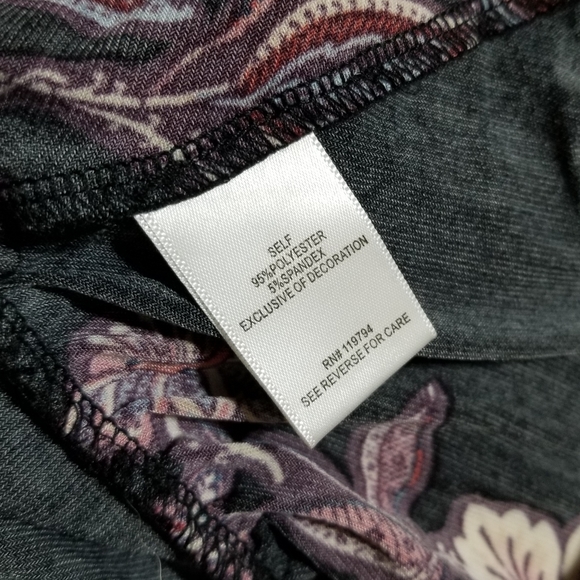 SELF
95%POLYESTER
5%SPANDEX
EXCLUSIVE OF DECORATION
RN# 119794
SEE REVERSE FOR CARE